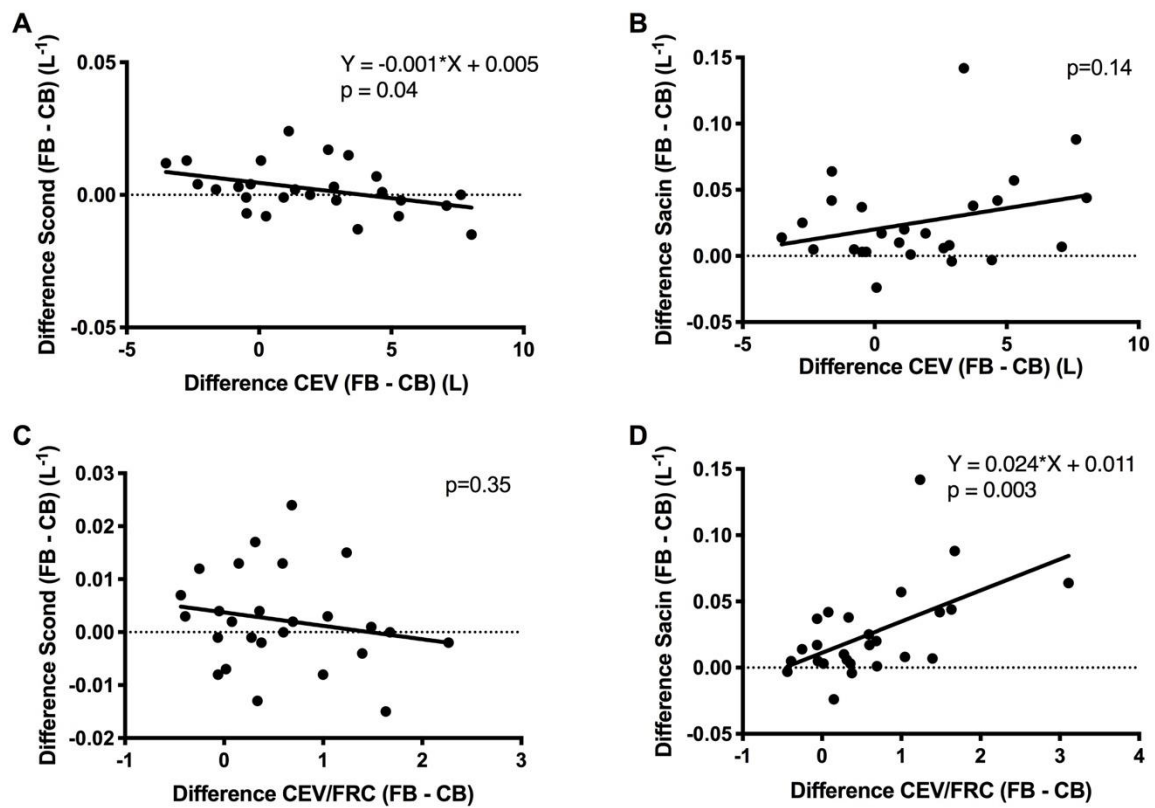 A
Y = -0.001*X + 0.005
p = 0.04
Difference Scond (FB - CB) (L⁻¹)
0.05
0.00
-0.05
-5
0
5
10
Difference CEV (FB - CB) (L)
B
p=0.14
Difference Sacin (FB - CB) (L⁻¹)
0.15
0.10
0.05
0.00
-0.05
-5
0
5
10
Difference CEV (FB - CB) (L)
C
p=0.35
Difference Scond (FB - CB) (L⁻¹)
0.03
0.02
0.01
0.00
-0.01
-0.02
-1
0
1
2
3
Difference CEV/FRC (FB - CB)
D
Y = 0.024*X + 0.011
p = 0.003
Difference Sacin (FB - CB) (L⁻¹)
0.15
0.10
0.05
0.00
-0.05
-1
0
1
2
3
4
Difference CEV/FRC (FB - CB)